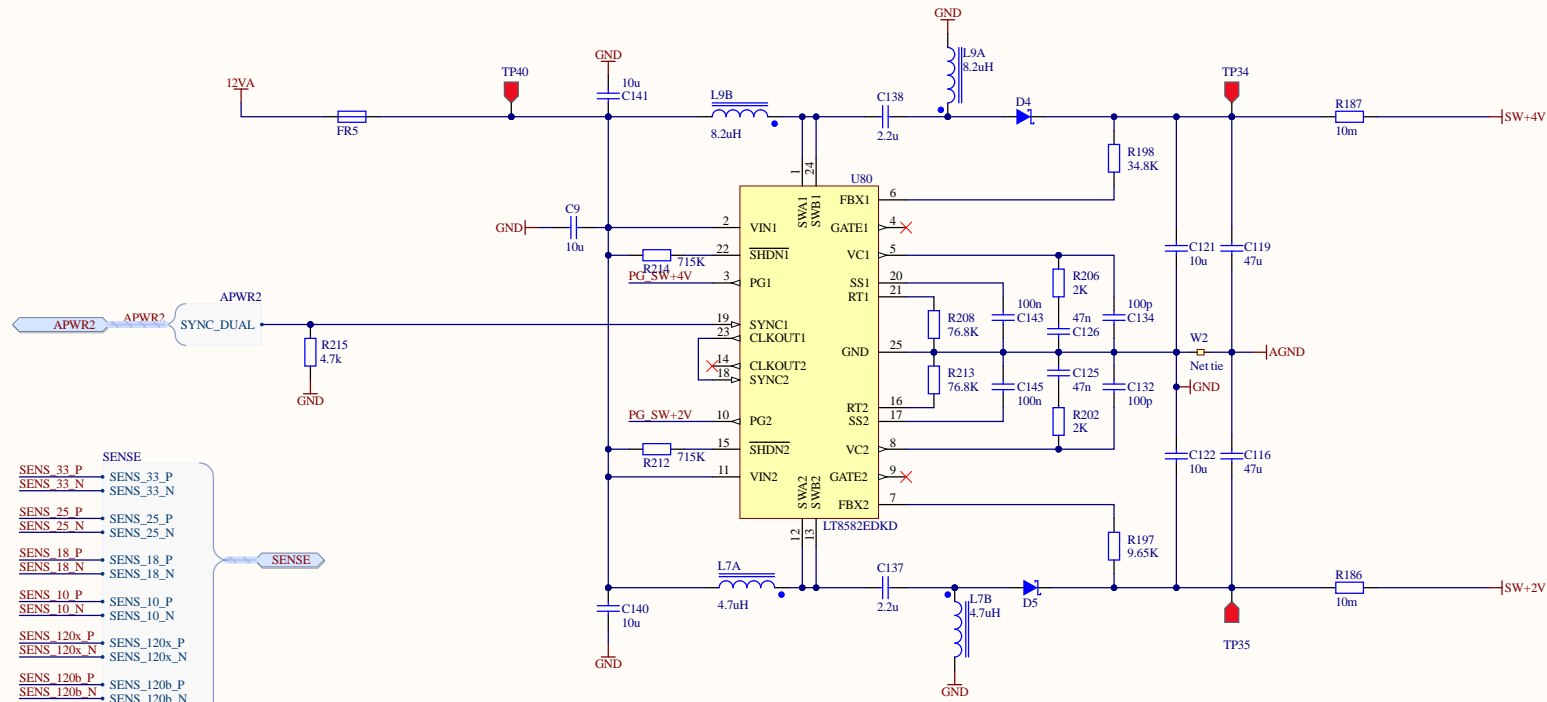 GND
L9A
8.2uH
TP40
GND
10u
C141
12VA
FR5
L9B
8.2uH
C138
2.2u
D4
TP34
R187
10m
SW+4V
R198
34.8K
U80
1
24
SWA1
SWB1
C9
GND
10u
2
VIN1
FBX1
6
GATE1
4
22
SHDN1
R214
715K
VC1
5
PG_SW+4V
3
PG1
SS1
20
RT1
21
R206
2K
C121
10u
C119
47u
APWR2
APWR2
APWR2
SYNC_DUAL
19
SYNC1
23
CLKOUT1
R208
76.8K
100n
C143
47n
C126
100p
C134
R215
4.7k
GND
GND
25
W2
Net tie
AGND
14
CLKOUT2
18
SYNC2
R213
76.8K
C145
100n
C125
47n
C132
100p
GND
PG_SW+2V
10
PG2
RT2
16
SS2
17
R202
2K
15
SHDN2
R212
715K
VC2
8
C122
10u
C116
47u
11
VIN2
GATE2
9
SWA2
SWB2
FBX2
7
12
13
LT8582EDKD
R197
9.65K
L7A
4.7uH
C137
2.2u
L7B
4.7uH
D5
R186
10m
SW+2V
C140
10u
GND
TP35
GND
SENSE
SENS_33_P
SENS_33_P
SENS_33_N
SENS_33_N
SENS_25_P
SENS_25_P
SENS_25_N
SENS_25_N
SENS_18_P
SENS_18_P
SENS_18_N
SENS_18_N
SENSE
SENS_10_P
SENS_10_P
SENS_10_N
SENS_10_N
SENS_120x_P
SENS_120x_P
SENS_120x_N
SENS_120x_N
SENS_120b_P
SENS_120b_P
SENS_120b_N
SENS_120b_N